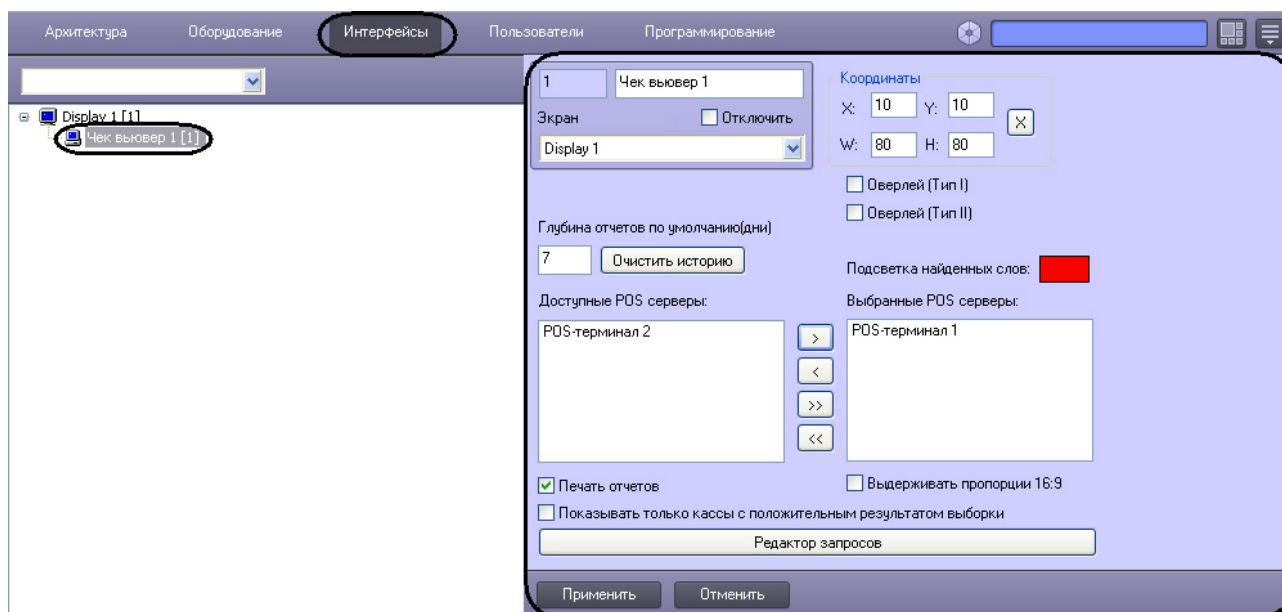 Архитектура Оборудование Интерфейсы Пользователи Программирование
Display 1 [1]
Чек вьювер 1 [1]
1 Чек вьювер 1
Экран Отключить
Display 1
Координаты
X: 10 Y: 10
X
W: 80 H: 80
Оверлей (Тип I)
Оверлей (Тип II)
Глубина отчетов по умолчанию(дни)
7 Очистить историю
Подсветка найденных слов:
Доступные POS серверы:
Выбранные POS серверы:
POS-терминал 2
POS-терминал 1
>
<
>>
<<
Печать отчетов
Выдерживать пропорции 16:9
Показывать только кассы с положительным результатом выборки
Редактор запросов
Применить Отменить